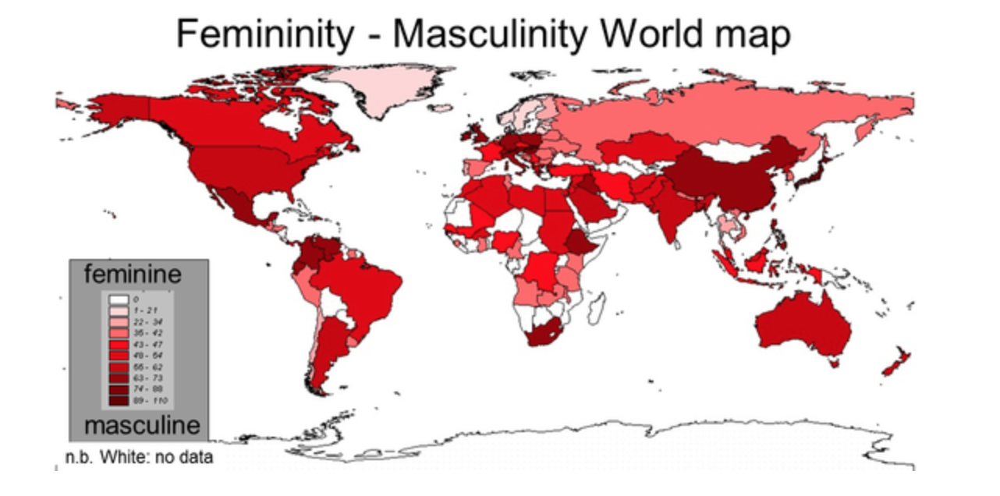 Femininity - Masculinity World map
feminine
0
1 - 21
22 - 34
35 - 42
43 - 47
48 - 54
55 - 62
63 - 73
74 - 88
89 - 110
masculine
n.b. White: no data